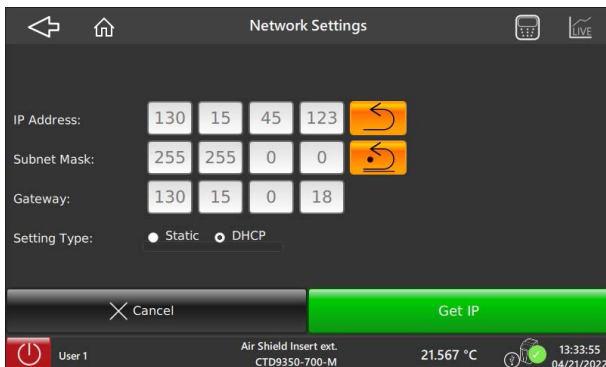 Network Settings
LIVE
IP Address: 130 15 45 123
Subnet Mask: 255 255 0 0
Gateway: 130 15 0 18
Setting Type: Static DHCP
Cancel Get IP
Air Shield Insert ext. 13:33:55
User 1 21.567 °C
CTD9350-700-M 04/21/2022